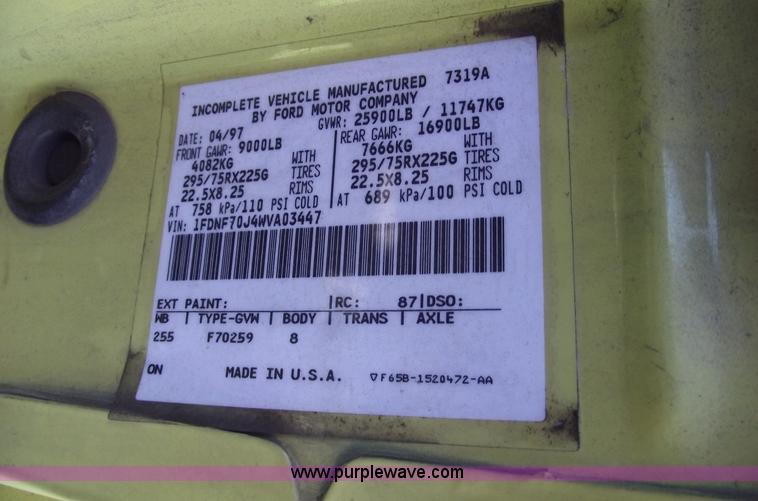 INCOMPLETE VEHICLE MANUFACTURED 7319A
BY FORD MOTOR COMPANY
DATE: 04/97 GVWR: 25900LB / 11747KG
FRONT GAWR: 9000LB REAR GAWR: 16900LB
4082KG WITH 7666KG WITH
295/75RX225G TIRES 295/75RX225G TIRES
22.5X8.25 RIMS 22.5X8.25 RIMS
AT 758 kPa/110 PSI COLD AT 689 kPa/100 PSI COLD
VIN: 1FDNF70J4WVA03447
EXT PAINT: |RC: 87|DSO:
WB | TYPE-GVW | BODY | TRANS | AXLE
255 F70259 8
ON MADE IN U.S.A. ▽F65B-1520472-AA
www.purplewave.com